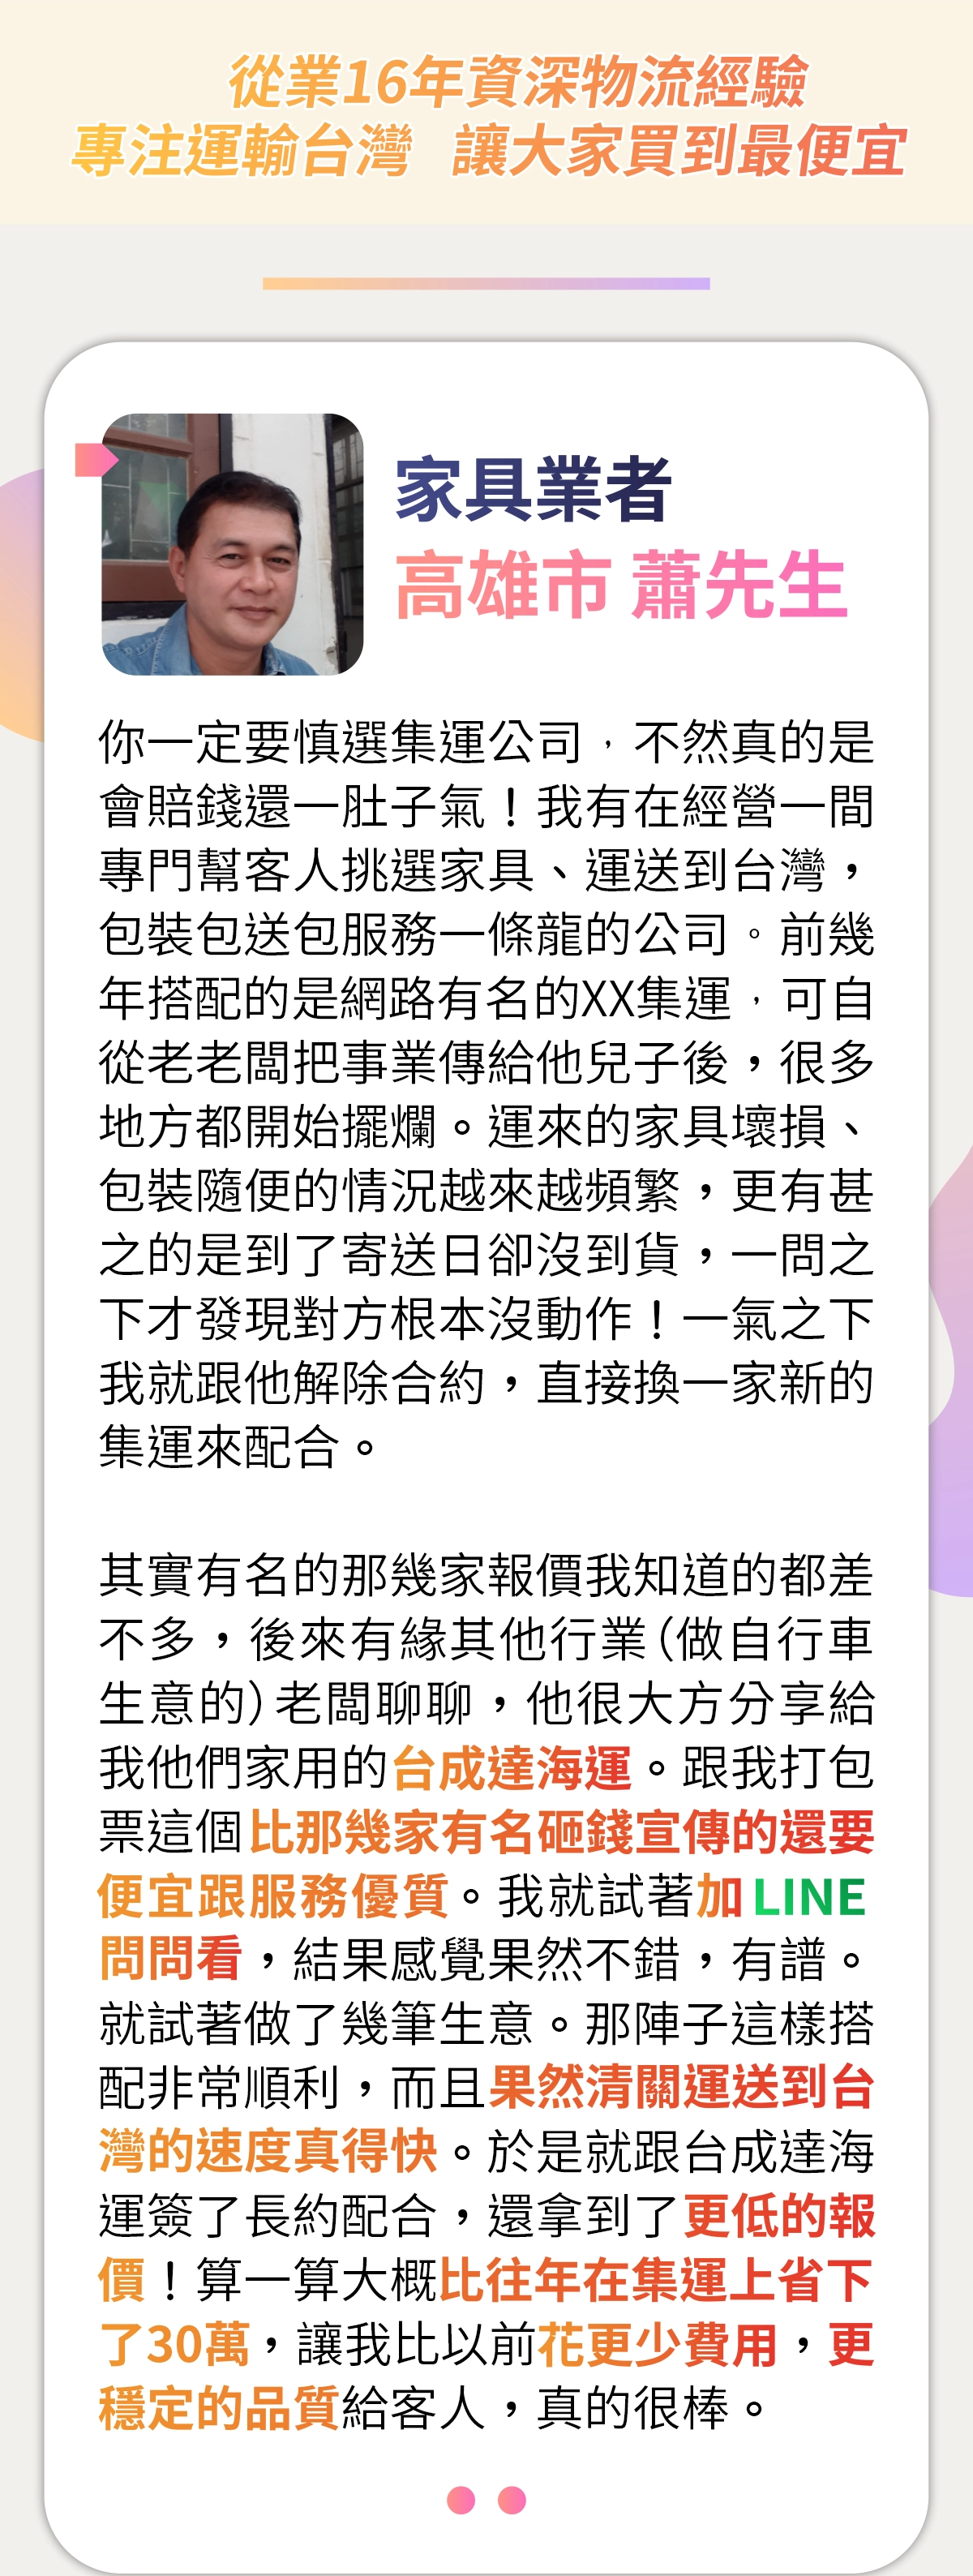 從業16年資深物流經驗
專注運輸台灣 讓大家買到最便宜
家具業者
高雄市 蕭先生
你一定要慎選集運公司，不然真的是
會賠錢還一肚子氣！我有在經營一間
專門幫客人挑選家具、運送到台灣，
包裝包送包服務一條龍的公司。前幾
年搭配的是網路有名的XX集運，可自
從老老闆把事業傳給他兒子後，很多
地方都開始擺爛。運來的家具壞損、
包裝隨便的情況越來越頻繁，更有甚
之的是到了寄送日卻沒到貨，一問之
下才發現對方根本沒動作！一氣之下
我就跟他解除合約，直接換一家新的
集運來配合。
其實有名的那幾家報價我知道的都差
不多，後來有緣其他行業(做自行車
生意的)老闆聊聊，他很大方分享給
我他們家用的台成達海運。跟我打包
票這個比那幾家有名砸錢宣傳的還要
便宜跟服務優質。我就試著加LINE
問問看，結果感覺果然不錯，有譜。
就試著做了幾筆生意。那陣子這樣搭
配非常順利，而且果然清關運送到台
灣的速度真得快。於是就跟台成達海
運簽了長約配合，還拿到了更低的報
價！算一算大概比往年在集運上省下
了30萬，讓我比以前花更少費用，更
穩定的品質給客人，真的很棒。